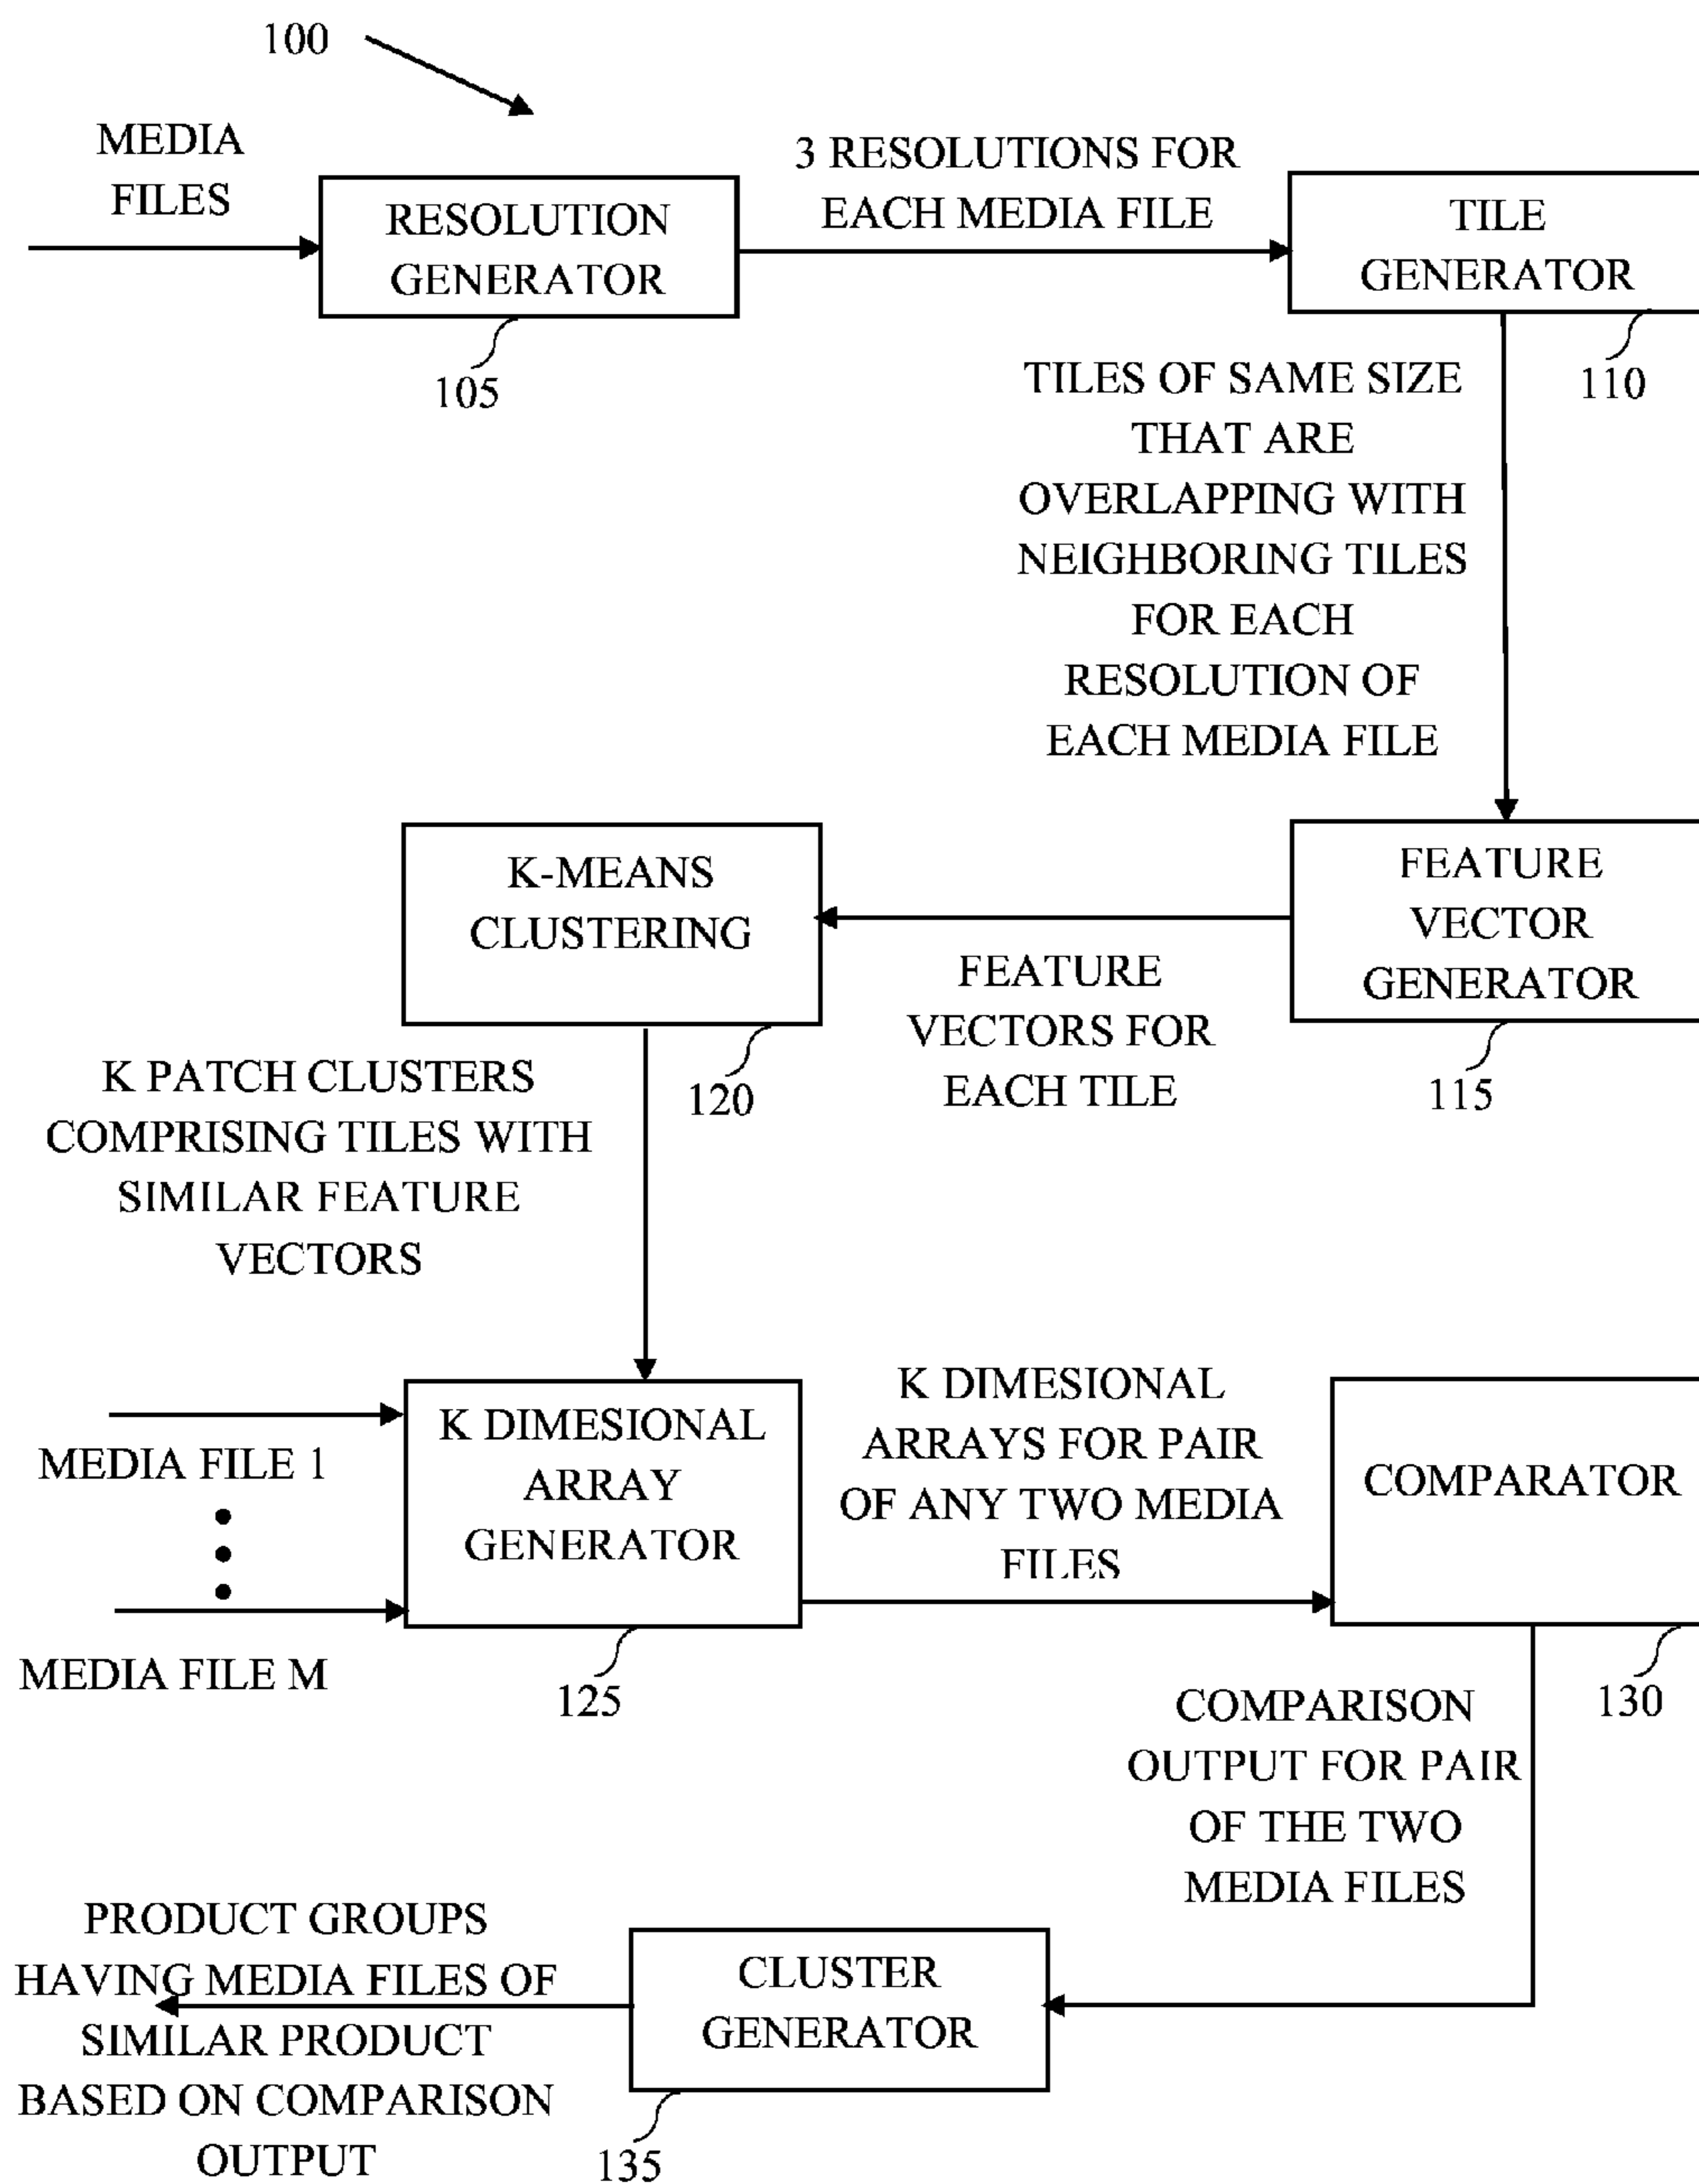 100
MEDIA
FILES
RESOLUTION
GENERATOR
105
3 RESOLUTIONS FOR
EACH MEDIA FILE
TILE
GENERATOR
110
TILES OF SAME SIZE
THAT ARE
OVERLAPPING WITH
NEIGHBORING TILES
FOR EACH
RESOLUTION OF
EACH MEDIA FILE
FEATURE
VECTOR
GENERATOR
115
FEATURE
VECTORS FOR
EACH TILE
K-MEANS
CLUSTERING
120
K PATCH CLUSTERS
COMPRISING TILES WITH
SIMILAR FEATURE
VECTORS
MEDIA FILE 1
MEDIA FILE M
K DIMESIONAL
ARRAY
GENERATOR
125
K DIMESIONAL
ARRAYS FOR PAIR
OF ANY TWO MEDIA
FILES
COMPARATOR
130
COMPARISON
OUTPUT FOR PAIR
OF THE TWO
MEDIA FILES
CLUSTER
GENERATOR
135
PRODUCT GROUPS
HAVING MEDIA FILES OF
SIMILAR PRODUCT
BASED ON COMPARISON
OUTPUT